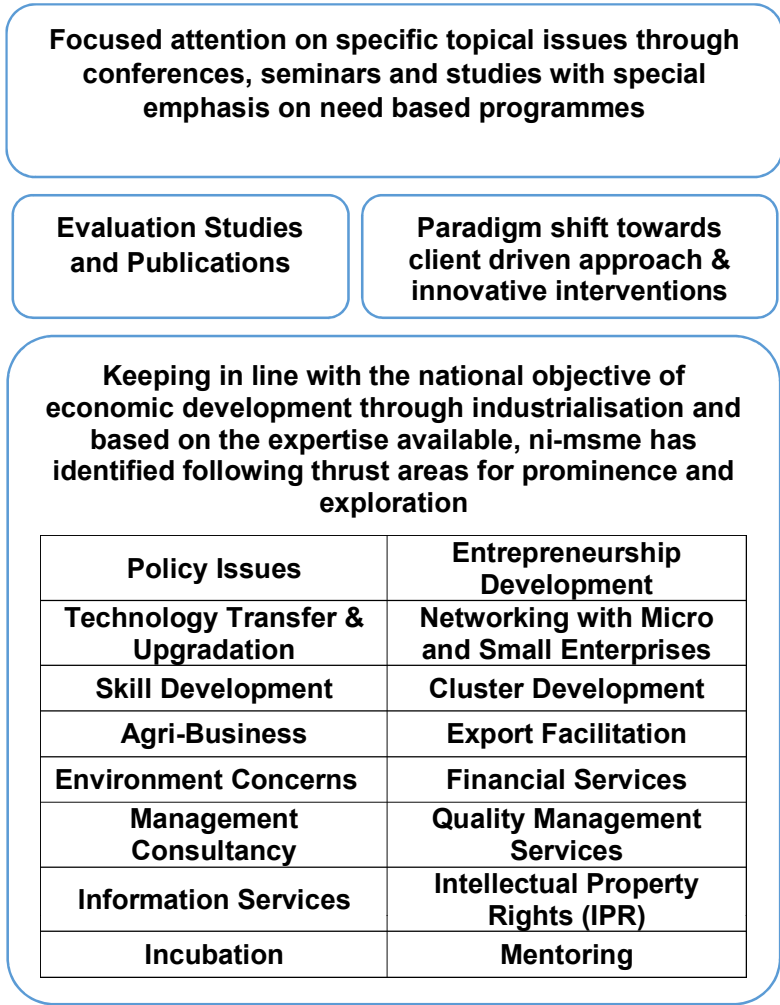 Focused attention on specific topical issues through
conferences, seminars and studies with special
emphasis on need based programmes
Evaluation Studies
and Publications
Paradigm shift towards
client driven approach &
innovative interventions
Keeping in line with the national objective of
economic development through industrialisation and
based on the expertise available, ni-msme has
identified following thrust areas for prominence and
exploration
Policy Issues
Entrepreneurship
Development
Technology Transfer &
Upgradation
Networking with Micro
and Small Enterprises
Skill Development
Cluster Development
Agri-Business
Export Facilitation
Environment Concerns
Financial Services
Management
Consultancy
Quality Management
Services
Information Services
Intellectual Property
Rights (IPR)
Incubation
Mentoring